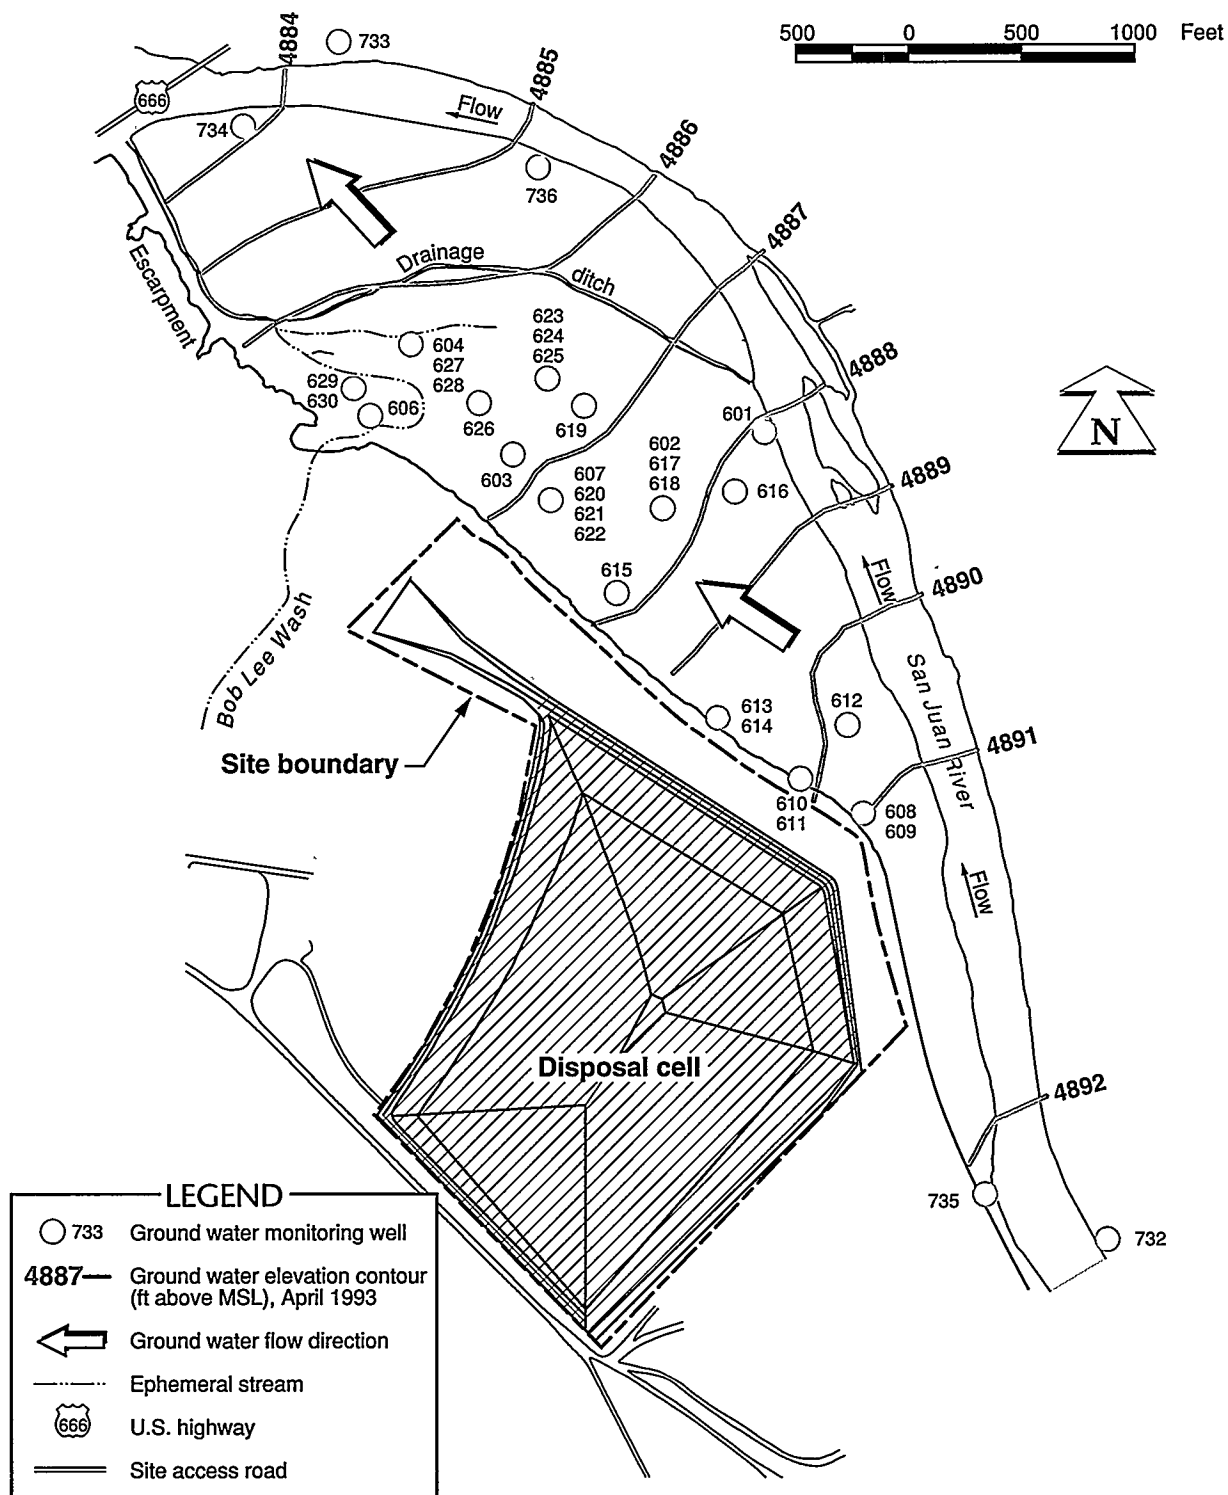 500 0 500 1000 Feet
4884
733
4885
666
Flow
734
4886
736
4887
Drainage
ditch
Escarpment
623
624
625
604
627
628
4888
629
630
606
626
619
601
602
617
618
4889
603
607
620
621
622
616
N
615
Flow
4890
Bob Lee Wash
San Juan River
613
614
612
4891
Site boundary
610
611
608
609
Flow
Disposal cell
4892
735
732
LEGEND
733 Ground water monitoring well
4887 Ground water elevation contour
(ft above MSL), April 1993
Ground water flow direction
Ephemeral stream
666 U.S. highway
Site access road